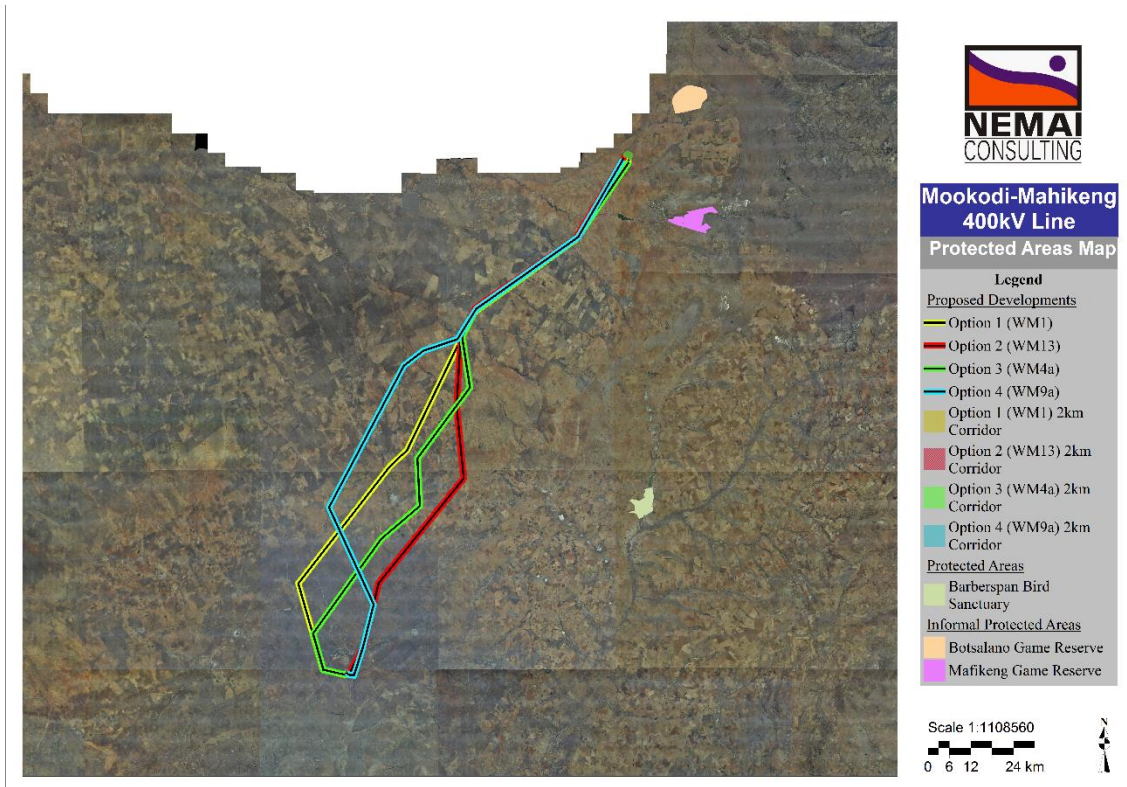 NEMAI
CONSULTING
Mookodi-Mahikeng
400kV Line
Protected Areas Map
Legend
Proposed Developments
Option 1 (WM1)
Option 2 (WM13)
Option 3 (WM4a)
Option 4 (WM9a)
Option 1 (WM1) 2km
Corridor
Option 2 (WM13) 2km
Corridor
Option 3 (WM4a) 2km
Corridor
Option 4 (WM9a) 2km
Corridor
Protected Areas
Barberspan Bird
Sanctuary
Informal Protected Areas
Botsalano Game Reserve
Mafikeng Game Reserve
Scale 1:1108560
0 6 12 24 km
N